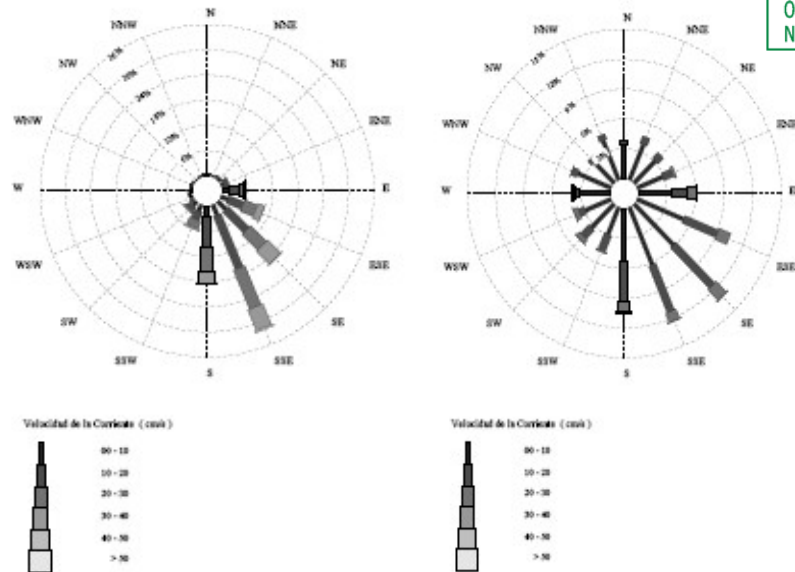 N
NNE
NE
ENE
E
ESE
SE
SSE
S
SSW
SW
WSW
W
WNW
NW
NNW
N
NNE
NE
ENE
E
ESE
SE
SSE
S
SSW
SW
WSW
W
WNW
NW
NNW
O
N
Velocidad de la Corriente ( cm/s )
00 - 10
10 - 20
20 - 30
30 - 40
40 - 50
> 50
Velocidad de la Corriente ( cm/s )
00 - 10
10 - 20
20 - 30
30 - 40
40 - 50
> 50